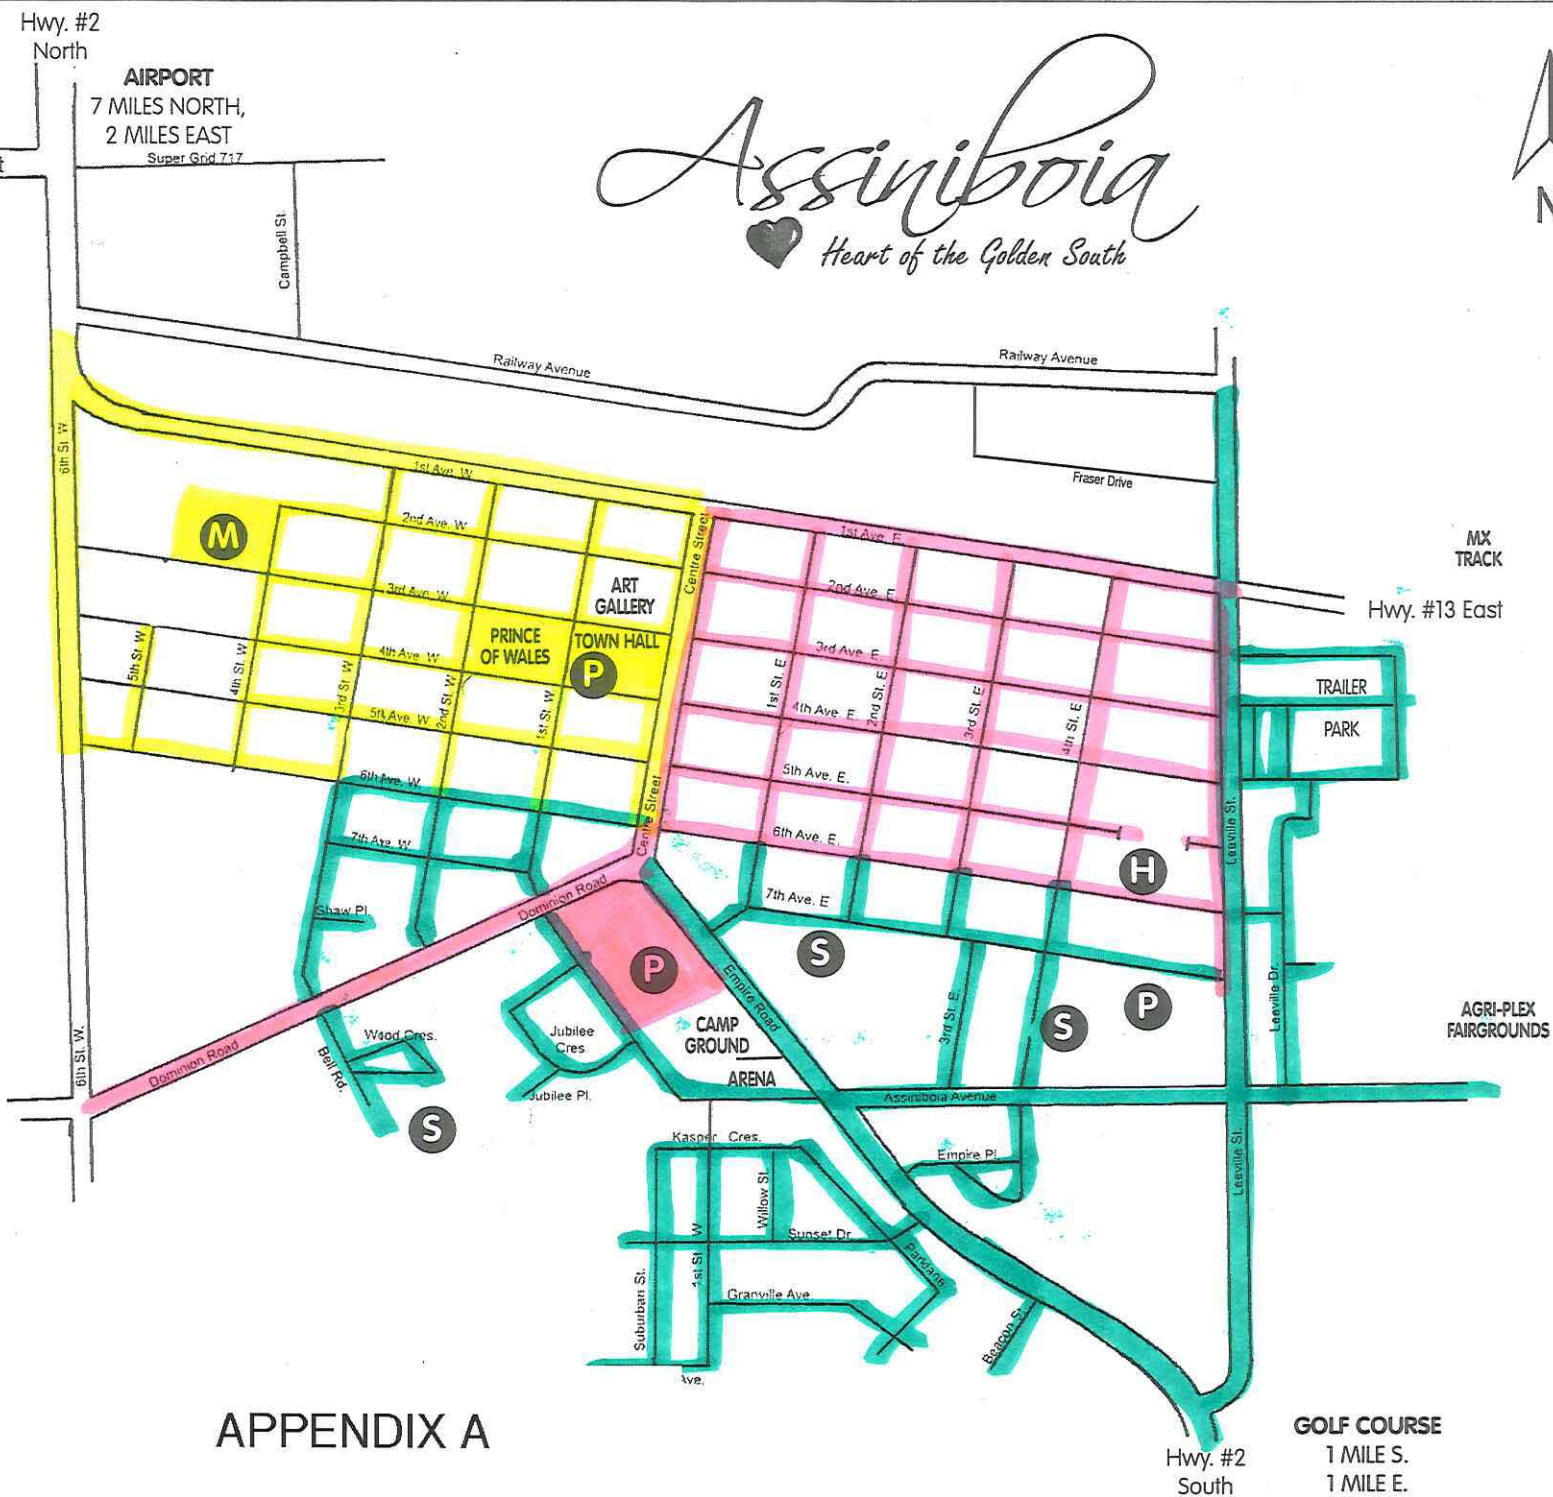 Hwy. #2
North
AIRPORT
7 MILES NORTH,
2 MILES EAST
Super Grid 717
Campbell St.
Assiniboia
Heart of the Golden South
N
Railway Avenue
Railway Avenue
Fraser Drive
6th St. W.
1st Ave. W
2nd Ave. W
3rd Ave. W
4th Ave. W
5th Ave. W
6th Ave. W.
7th Ave. W
M
ART
GALLERY
PRINCE
OF WALES
TOWN HALL
P
5th St. W
4th St. W
3rd St. W
2nd St. W
1st St. W
Centre Street
Centre Street
1st Ave. E
2nd Ave. E
3rd Ave. E.
4th Ave. E.
5th Ave. E.
6th Ave. E.
7th Ave. E
1st St. E
2nd St. E
3rd St. E
4th St. E
MX
TRACK
Hwy. #13 East
TRAILER
PARK
Leeville St.
H
S
P
S
P
Shaw Pl
Dominion Road
Dominion Road
6th St. W.
Wood Cres.
Bell Rd.
S
Jubilee
Cres
Jubilee Pl.
CAMP
GROUND
ARENA
Empire Road
3rd St. E.
Leeville Dr.
AGRI-PLEX
FAIRGROUNDS
Assiniboia Avenue
Kasper Cres.
Willow St.
Empire Pl.
Leeville St.
Sunset Dr.
Parklane
Suburban St.
1st St. W
Granville Ave.
Beacon St.
Ave.
APPENDIX A
Hwy. #2
South
GOLF COURSE
1 MILE S.
1 MILE E.